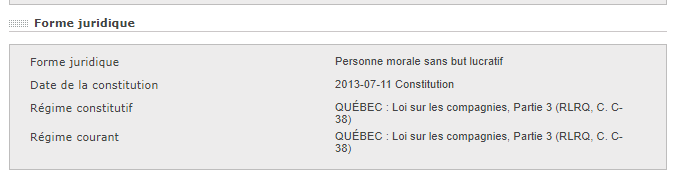 Forme juridique
Forme juridique Personne morale sans but lucratif
Date de la constitution 2013-07-11 Constitution
Régime constitutif QUÉBEC : Loi sur les compagnies, Partie 3 (RLRQ, C. C-
38)
Régime courant QUÉBEC : Loi sur les compagnies, Partie 3 (RLRQ, C. C-
38)